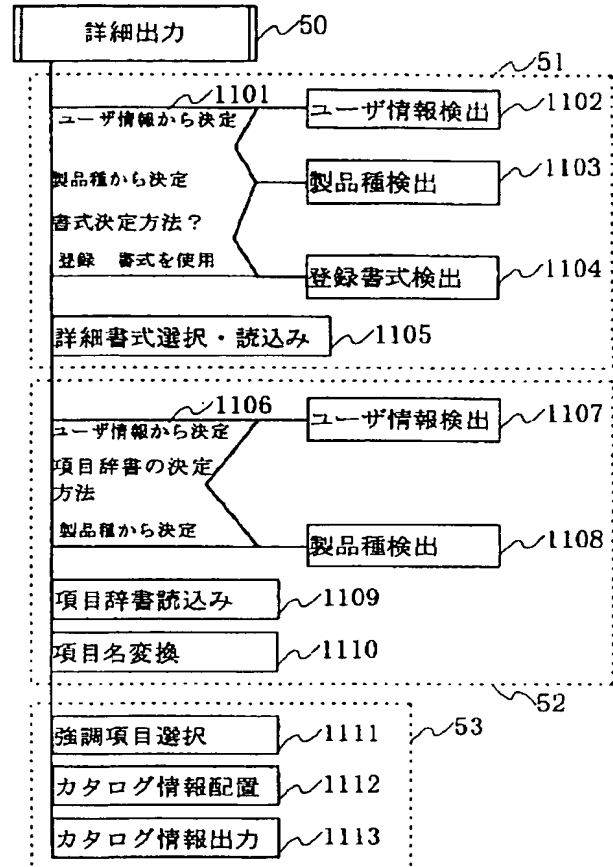 詳細出力
50
51
1101
ユーザ情報から決定
ユーザ情報検出
1102
製品種から決定
製品種検出
1103
書式決定方法?
登録 書式を使用
登録書式検出
1104
詳細書式選択・読込み
1105
1106
ユーザ情報から決定
ユーザ情報検出
1107
項目辞書の決定
方法
製品種から決定
製品種検出
1108
項目辞書読込み
1109
項目名変換
1110
52
強調項目選択
1111
53
カタログ情報配置
1112
カタログ情報出力
1113